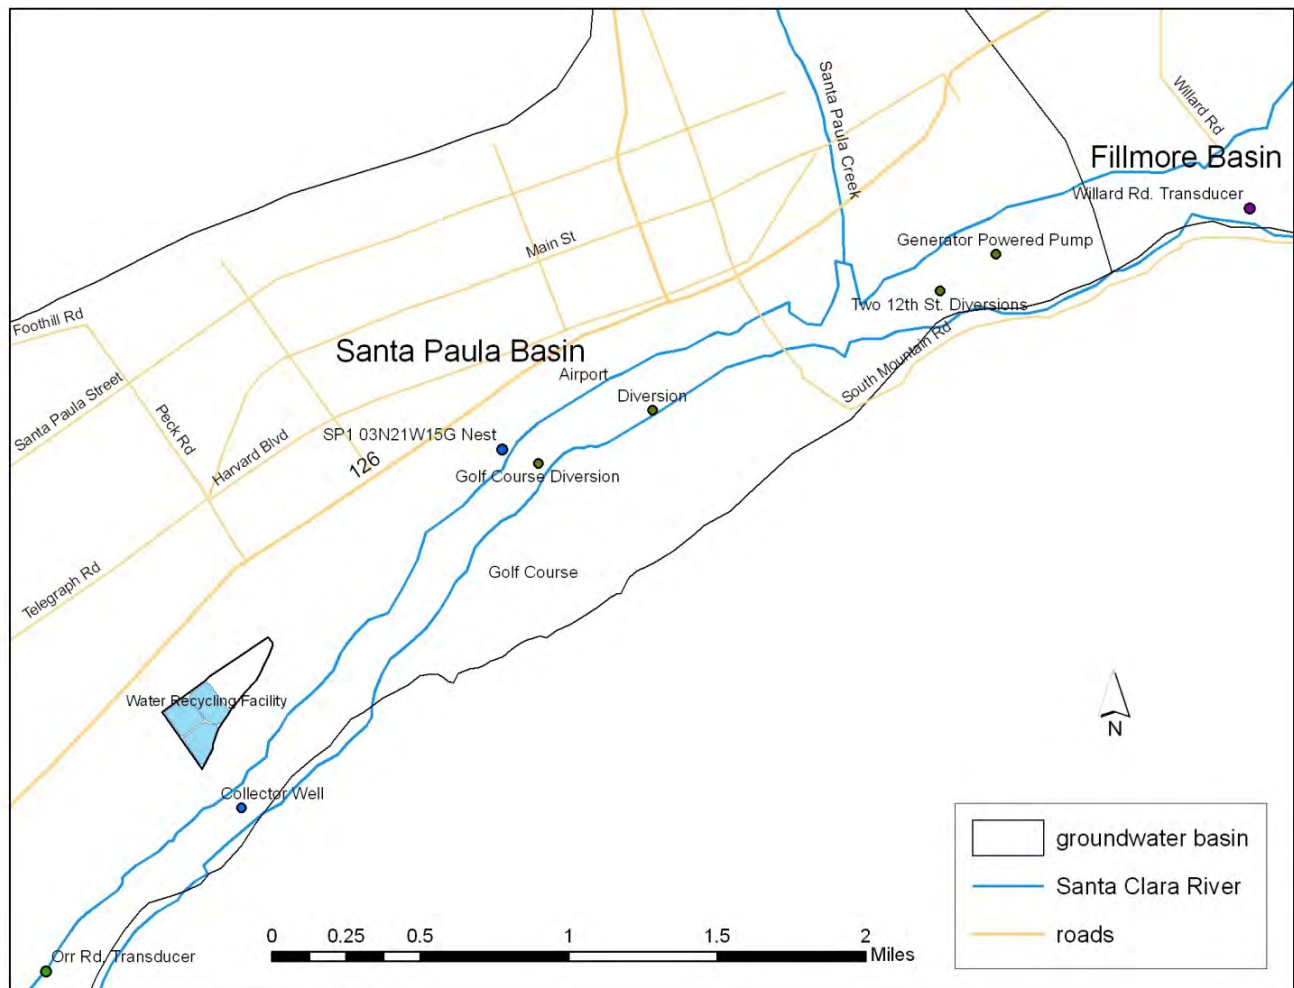 Santa Paula Creek
Willard Rd
Fillmore Basin
Willard Rd. Transducer
Main St
Generator Powered Pump
Two 12th St. Diversions
Foothill Rd
Santa Paula Basin
Airport
South Mountain Rd
Santa Paula Street
Diversion
Peck Rd
SP1 03N21W15G Nest
Harvard Blvd
126
Golf Course Diversion
Golf Course
Telegraph Rd
Water Recycling Facility
N
Collector Well
groundwater basin
Santa Clara River
roads
0 0.25 0.5 1 1.5 2
Miles
Orr Rd. Transducer